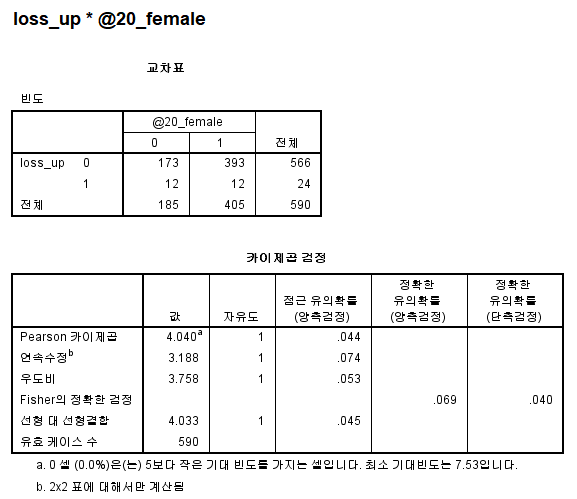 loss_up * @20_female
교차표
빈도
@20_female
0 1 전체
loss_up 0 173 393 566
1 12 12 24
전체 185 405 590
카이제곱 검정
값 자유도 점근 유의확률 (양측검정) 정확한 유의확률 (양측검정) 정확한 유의확률 (단측검정)
Pearson 카이제곱 4.040a 1 .044
연속수정b 3.188 1 .074
우도비 3.758 1 .053
Fisher의 정확한 검정 .069 .040
선형 대 선형결합 4.033 1 .045
유효 케이스 수 590
a. 0 셀 (0.0%)은(는) 5보다 작은 기대 빈도를 가지는 셀입니다. 최소 기대빈도는 7.53입니다.
b. 2x2 표에 대해서만 계산됨